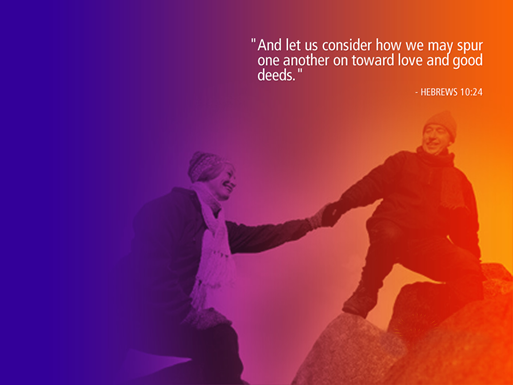 "And let us consider how we may spur
one another on toward love and good
deeds."
- HEBREWS 10:24